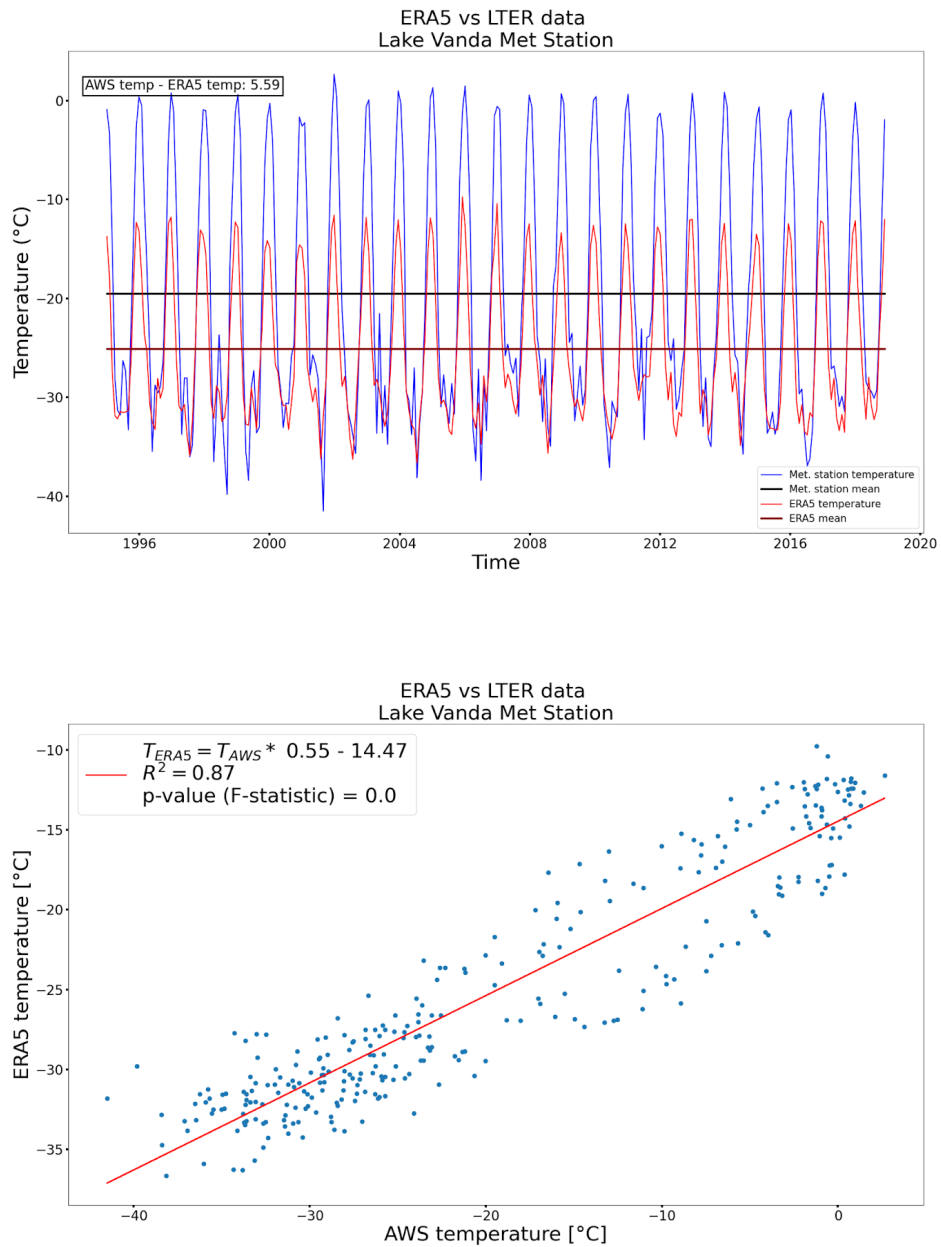 ERA5 vs LTER data
Lake Vanda Met Station
AWS temp - ERA5 temp: 5.59
Temperature (°C)
0
−10
−20
−30
−40
Met. station temperature
Met. station mean
ERA5 temperature
ERA5 mean
1996 2000 2004 2008 2012 2016 2020
Time
ERA5 vs LTER data
Lake Vanda Met Station
T_ERA5 = T_AWS * 0.55 - 14.47
R² = 0.87
p-value (F-statistic) = 0.0
ERA5 temperature [°C]
−10
−15
−20
−25
−30
−35
−40 −30 −20 −10 0
AWS temperature [°C]